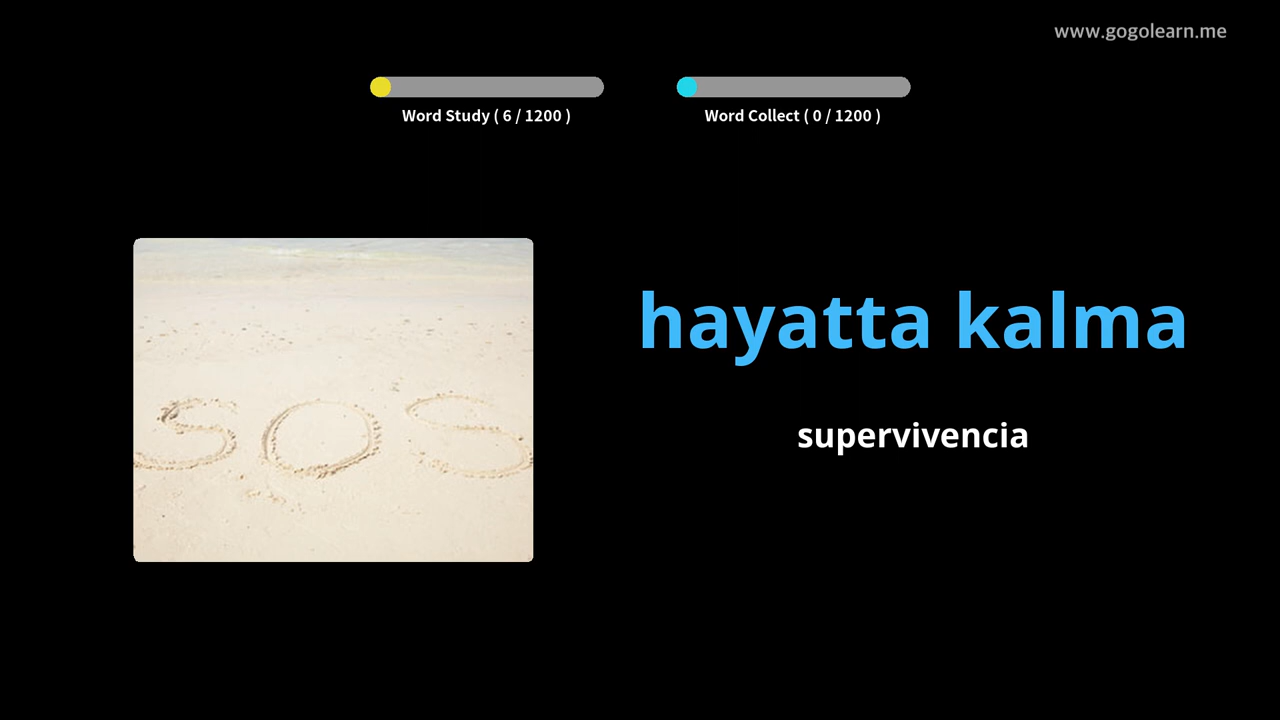 www.gogolearn.me
Word Study ( 6 / 1200 )
Word Collect ( 0 / 1200 )
SOS
hayatta kalma
supervivencia